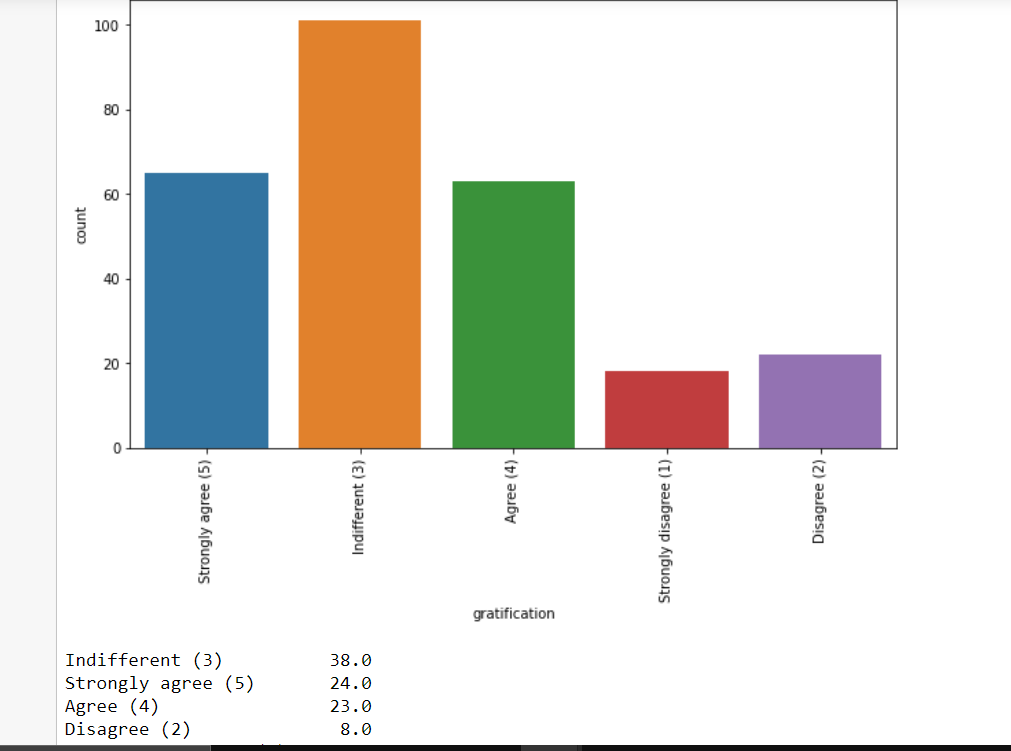 100
80
60
40
20
0
count
Strongly agree (5)
Indifferent (3)
Agree (4)
Strongly disagree (1)
Disagree (2)
gratification
Indifferent (3) 38.0
Strongly agree (5) 24.0
Agree (4) 23.0
Disagree (2) 8.0